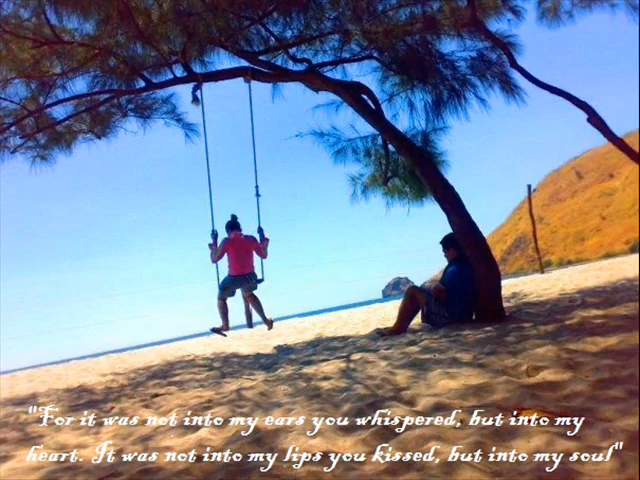 "For it was not into my ears you whispered, but into my
heart. It was not into my lips you kissed, but into my soul"